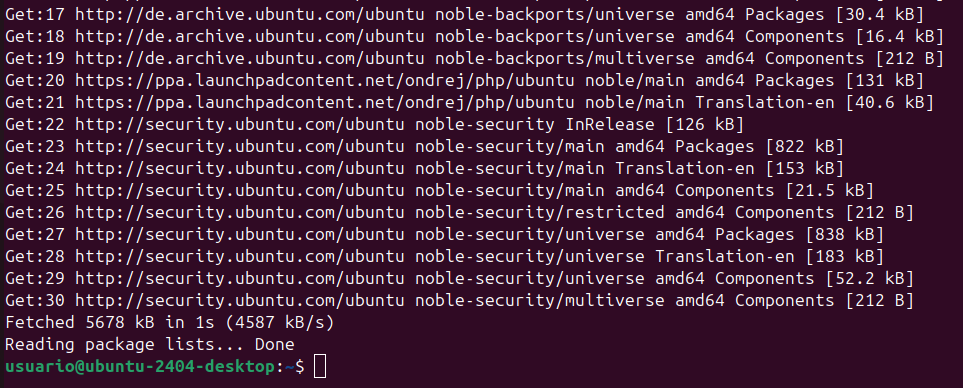 Get:17 http://de.archive.ubuntu.com/ubuntu noble-backports/universe amd64 Packages [30.4 kB]
Get:18 http://de.archive.ubuntu.com/ubuntu noble-backports/universe amd64 Components [16.4 kB]
Get:19 http://de.archive.ubuntu.com/ubuntu noble-backports/multiverse amd64 Components [212 B]
Get:20 https://ppa.launchpadcontent.net/ondrej/php/ubuntu noble/main amd64 Packages [131 kB]
Get:21 https://ppa.launchpadcontent.net/ondrej/php/ubuntu noble/main Translation-en [40.6 kB]
Get:22 http://security.ubuntu.com/ubuntu noble-security InRelease [126 kB]
Get:23 http://security.ubuntu.com/ubuntu noble-security/main amd64 Packages [822 kB]
Get:24 http://security.ubuntu.com/ubuntu noble-security/main Translation-en [153 kB]
Get:25 http://security.ubuntu.com/ubuntu noble-security/main amd64 Components [21.5 kB]
Get:26 http://security.ubuntu.com/ubuntu noble-security/restricted amd64 Components [212 B]
Get:27 http://security.ubuntu.com/ubuntu noble-security/universe amd64 Packages [838 kB]
Get:28 http://security.ubuntu.com/ubuntu noble-security/universe Translation-en [183 kB]
Get:29 http://security.ubuntu.com/ubuntu noble-security/universe amd64 Components [52.2 kB]
Get:30 http://security.ubuntu.com/ubuntu noble-security/multiverse amd64 Components [212 B]
Fetched 5678 kB in 1s (4587 kB/s)
Reading package lists... Done
usuario@ubuntu-2404-desktop:~$